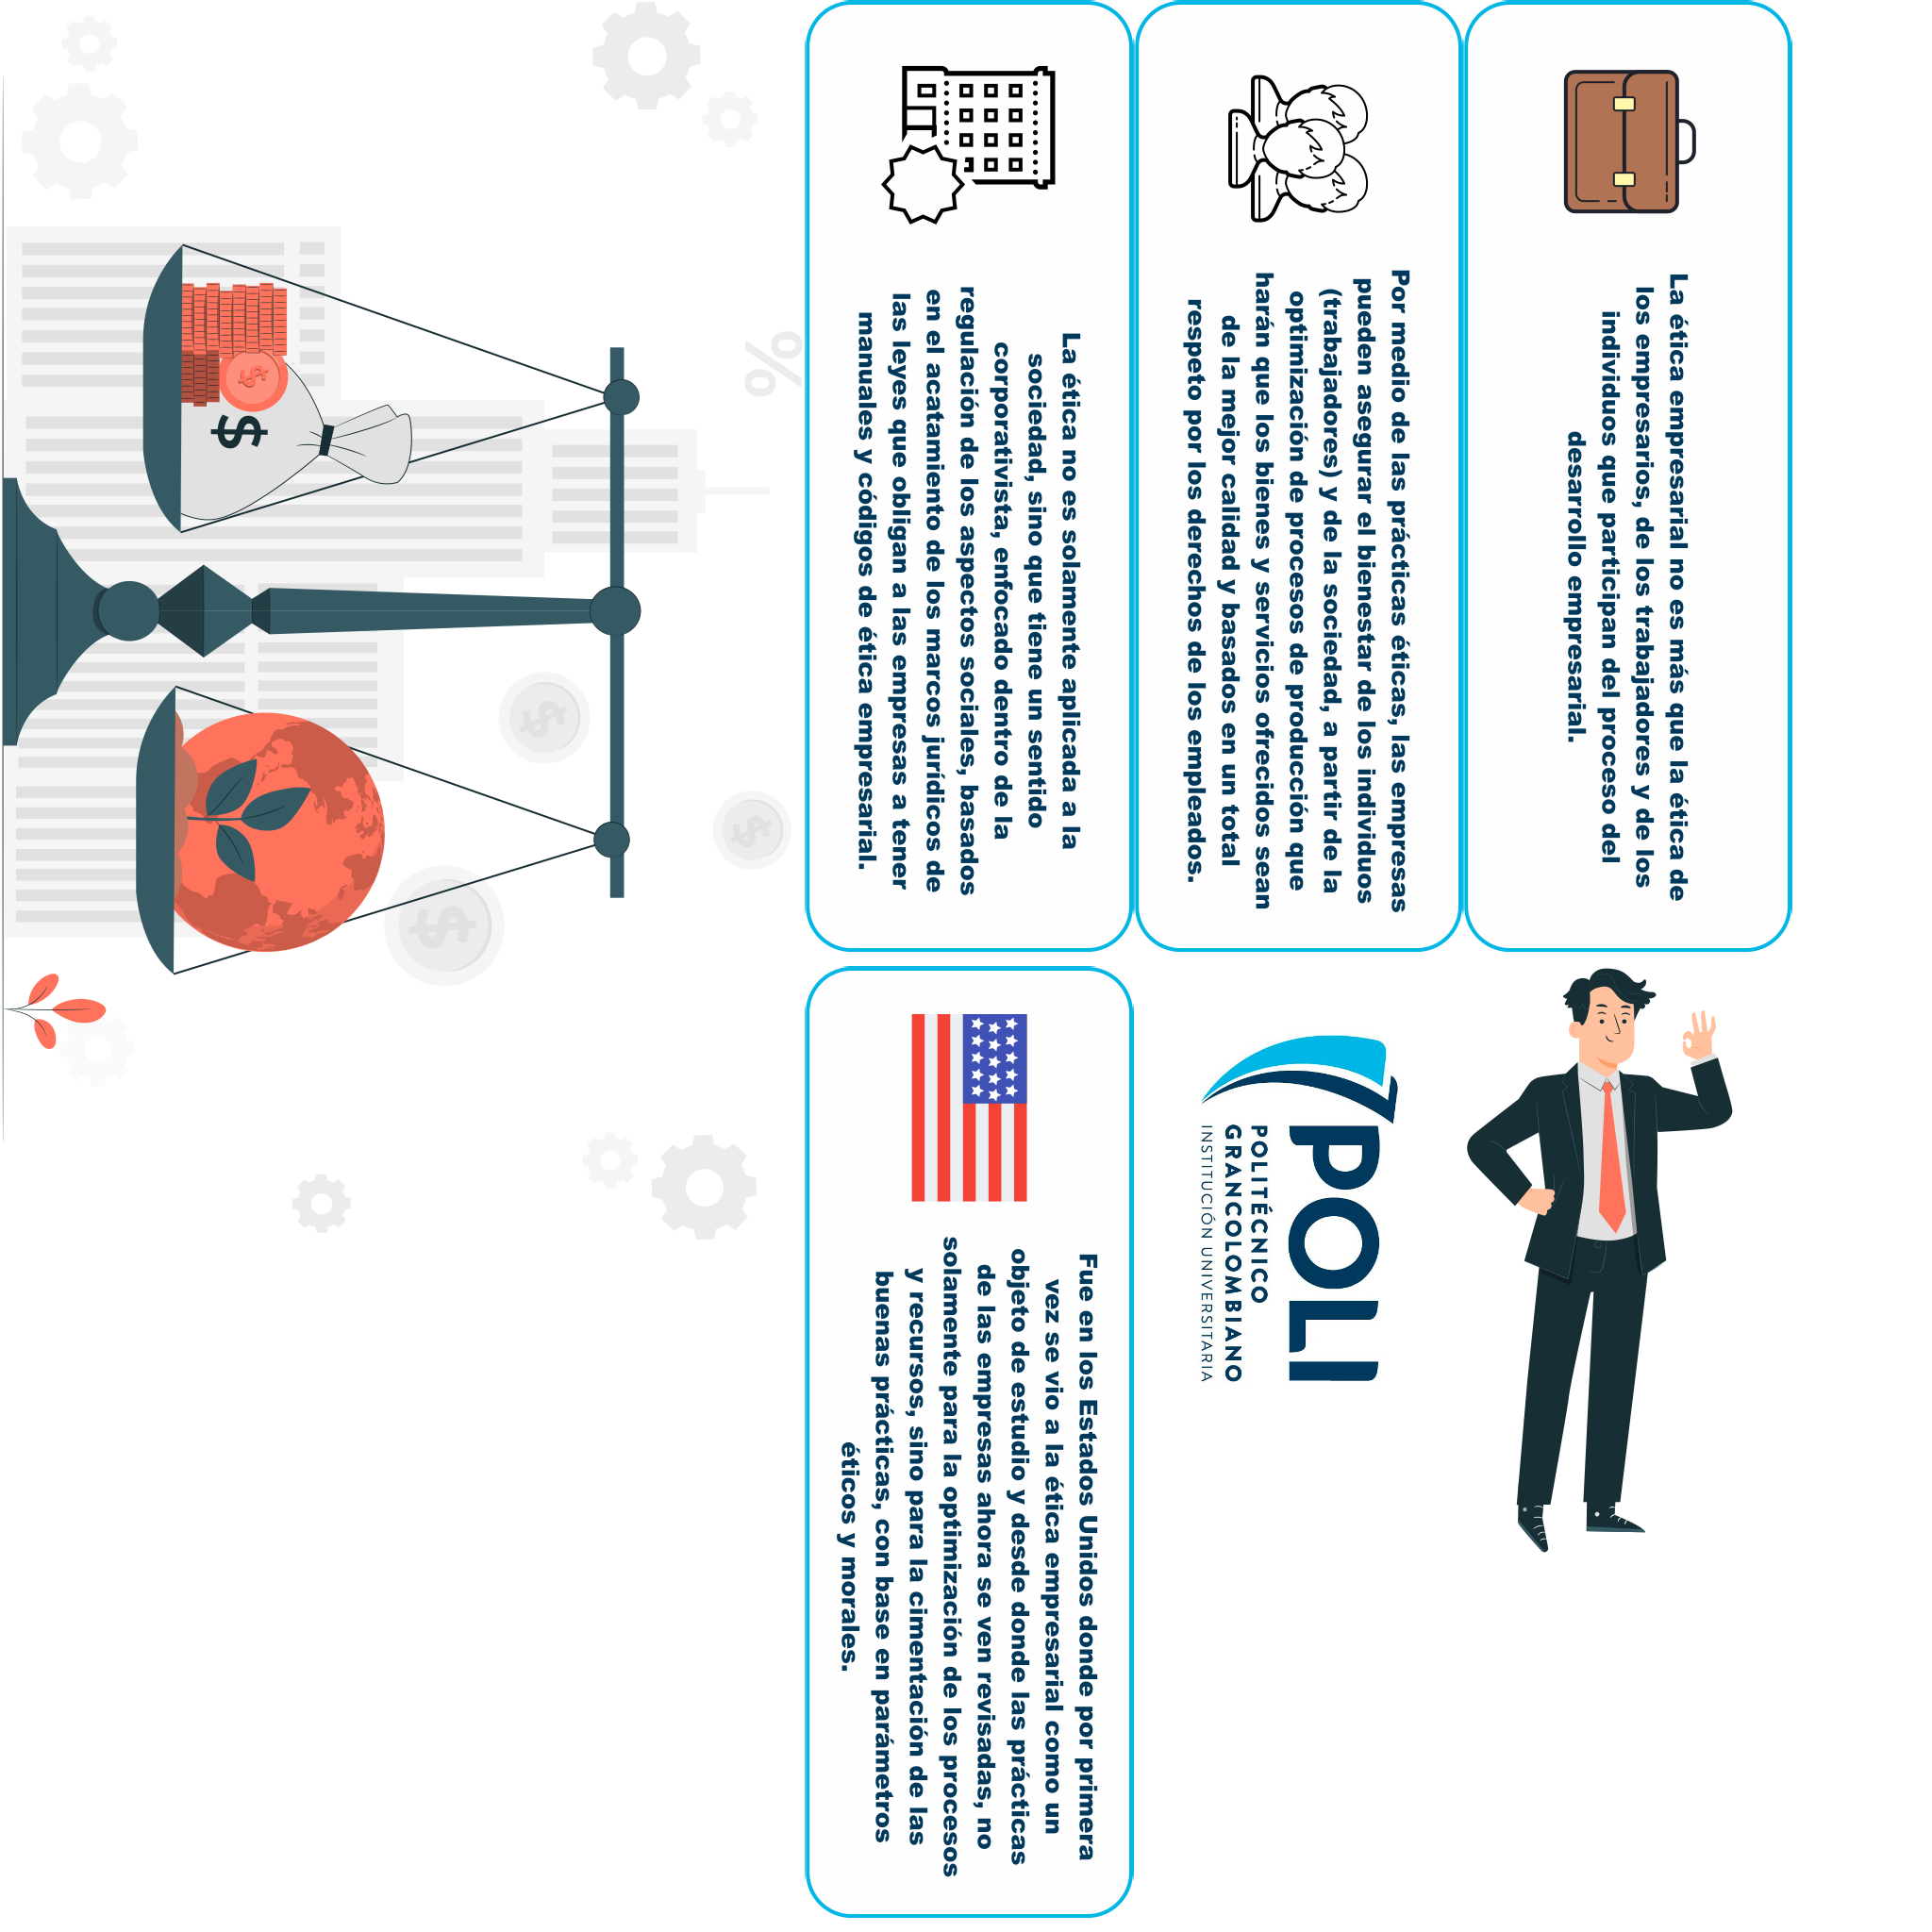 La ética empresarial no es más que la ética de
los empresarios, de los trabajadores y de los
individuos que participan del proceso del
desarrollo empresarial.
Por medio de las prácticas éticas, las empresas
pueden asegurar el bienestar de los individuos
(trabajadores) y de la sociedad, a partir de la
optimización de procesos de producción que
harán que los bienes y servicios ofrecidos sean
de la mejor calidad y basados en un total
respeto por los derechos de los empleados.
POLI
POLITÉCNICO
GRANCOLOMBIANO
INSTITUCIÓN UNIVERSITARIA
La ética no es solamente aplicada a la
sociedad, sino que tiene un sentido
corporativista, enfocado dentro de la
regulación de los aspectos sociales, basados
en el acatamiento de los marcos jurídicos de
las leyes que obligan a las empresas a tener
manuales y códigos de ética empresarial.
Fue en los Estados Unidos donde por primera
vez se vio a la ética empresarial como un
objeto de estudio y desde donde las prácticas
de las empresas ahora se ven revisadas, no
solamente para la optimización de los procesos
y recursos, sino para la cimentación de las
buenas prácticas, con base en parámetros
éticos y morales.
%
$
$
$
$
$